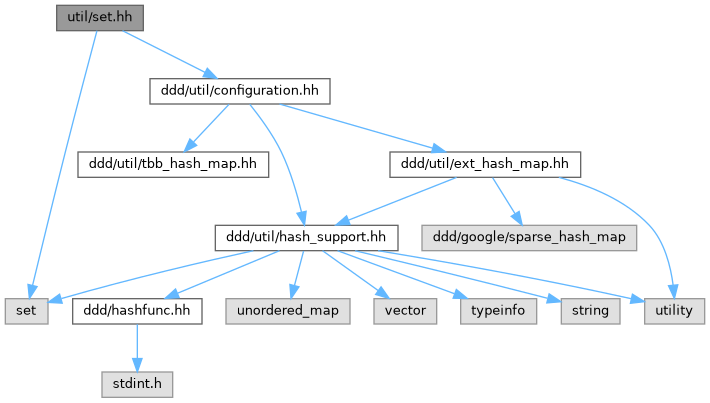 util/set.hh
ddd/util/configuration.hh
ddd/util/tbb_hash_map.hh
ddd/util/ext_hash_map.hh
ddd/util/hash_support.hh
ddd/google/sparse_hash_map
set
ddd/hashfunc.hh
unordered_map
vector
typeinfo
string
utility
stdint.h